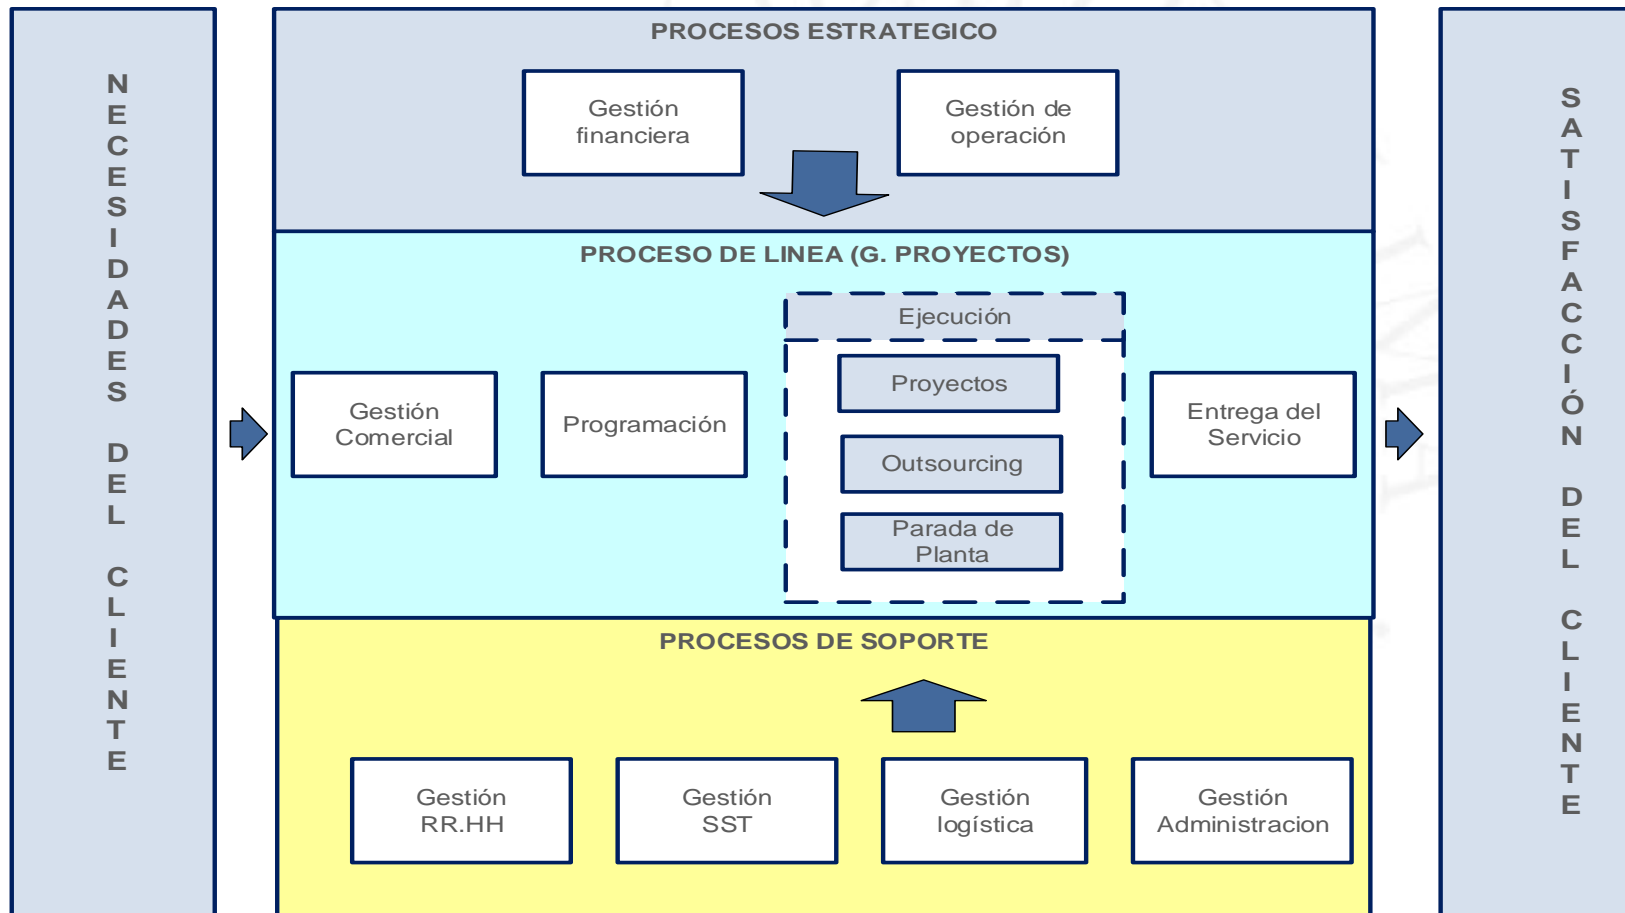 NECESIDADES DEL CLIENTE
PROCESOS ESTRATEGICO
Gestión
financiera
Gestión de
operación
PROCESO DE LINEA (G. PROYECTOS)
Gestión
Comercial
Programación
Ejecución
Proyectos
Outsourcing
Parada de
Planta
Entrega del
Servicio
PROCESOS DE SOPORTE
Gestión
RR.HH
Gestión
SST
Gestión
logística
Gestión
Administracion
SATISFACCIÓN DEL CLIENTE